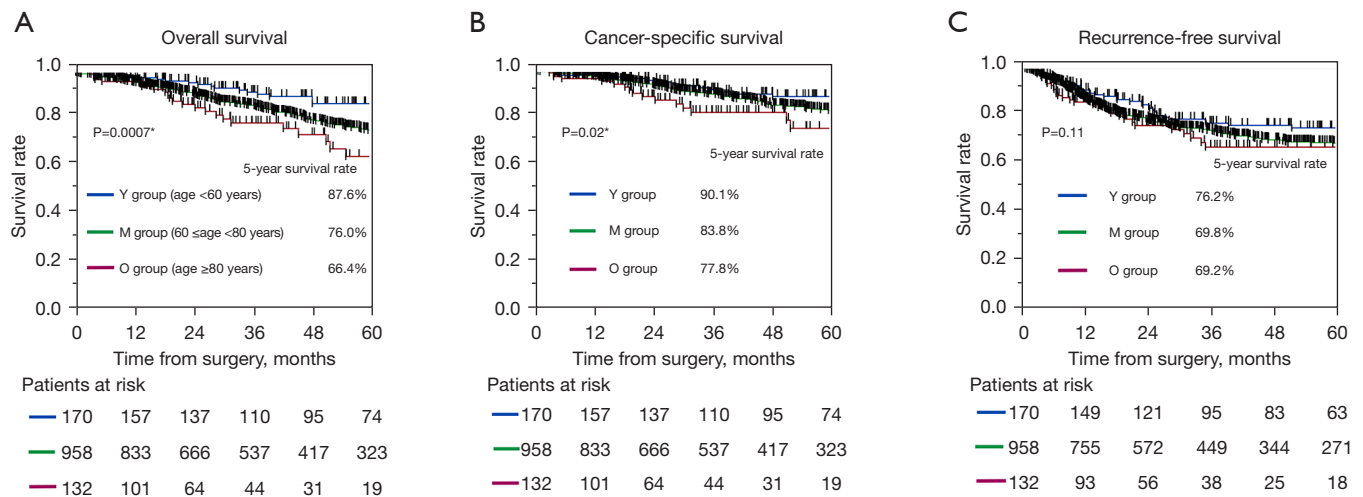 A
Overall survival
1.0
0.8
0.6
0.4
0.2
0.0
Survival rate
P=0.0007*
5-year survival rate
Y group (age <60 years) 87.6%
M group (60 ≤age <80 years) 76.0%
O group (age ≥80 years) 66.4%
0 12 24 36 48 60
Time from surgery, months
Patients at risk
170 157 137 110 95 74
958 833 666 537 417 323
132 101 64 44 31 19
B
Cancer-specific survival
1.0
0.8
0.6
0.4
0.2
0.0
Survival rate
P=0.02*
5-year survival rate
Y group 90.1%
M group 83.8%
O group 77.8%
0 12 24 36 48 60
Time from surgery, months
Patients at risk
170 157 137 110 95 74
958 833 666 537 417 323
132 101 64 44 31 19
C
Recurrence-free survival
1.0
0.8
0.6
0.4
0.2
0.0
Survival rate
P=0.11
5-year survival rate
Y group 76.2%
M group 69.8%
O group 69.2%
0 12 24 36 48 60
Time from surgery, months
Patients at risk
170 149 121 95 83 63
958 755 572 449 344 271
132 93 56 38 25 18